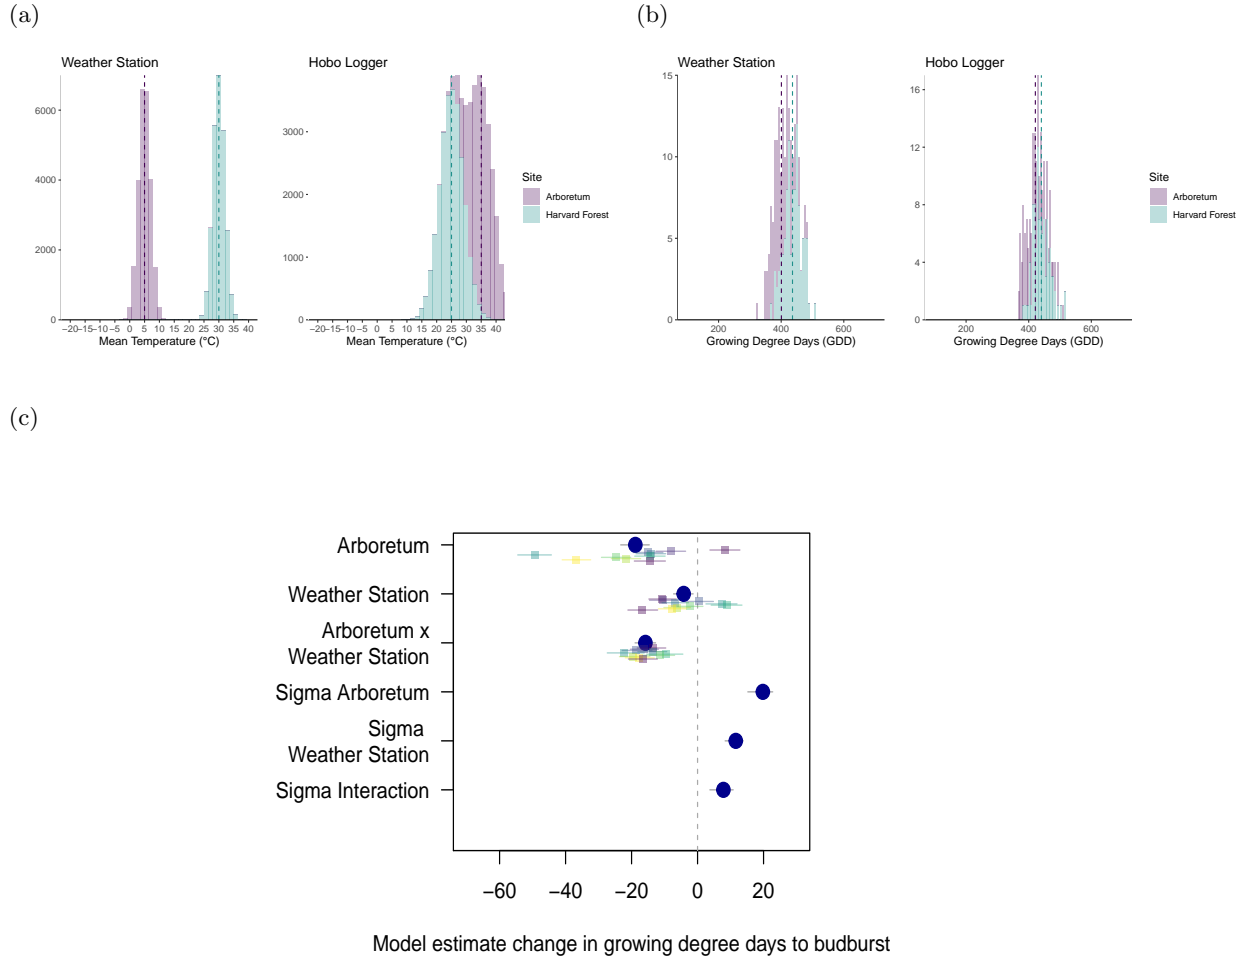 (a)
(b)
Weather Station
Hobo Logger
6000
4000
2000
0
−20−15−10−5 0 5 10 15 20 25 30 35 40
Mean Temperature (°C)
3000
2000
1000
0
−20−15−10−5 0 5 10 15 20 25 30 35 40
Mean Temperature (°C)
Site
Arboretum
Harvard Forest
Weather Station
Hobo Logger
15
10
5
0
200 400 600
Growing Degree Days (GDD)
16
12
8
4
0
200 400 600
Growing Degree Days (GDD)
Site
Arboretum
Harvard Forest
(c)
Arboretum
Weather Station
Arboretum x
Weather Station
Sigma Arboretum
Sigma
Weather Station
Sigma Interaction
−60 −40 −20 0 20
Model estimate change in growing degree days to budburst